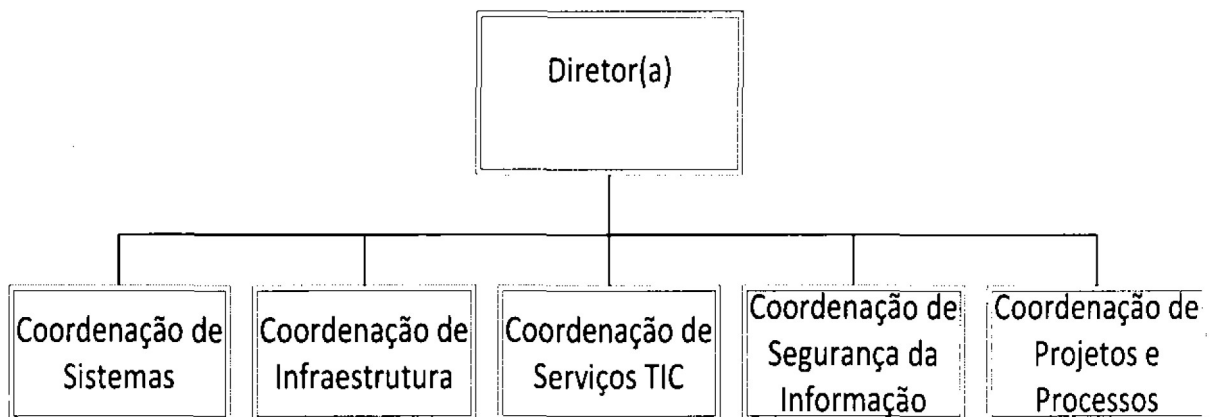 Diretor(a)
Coordenação de
Sistemas
Coordenação de
Infraestrutura
Coordenação de
Serviços TIC
Coordenação de
Segurança da
Informação
Coordenação de
Projetos e
Processos